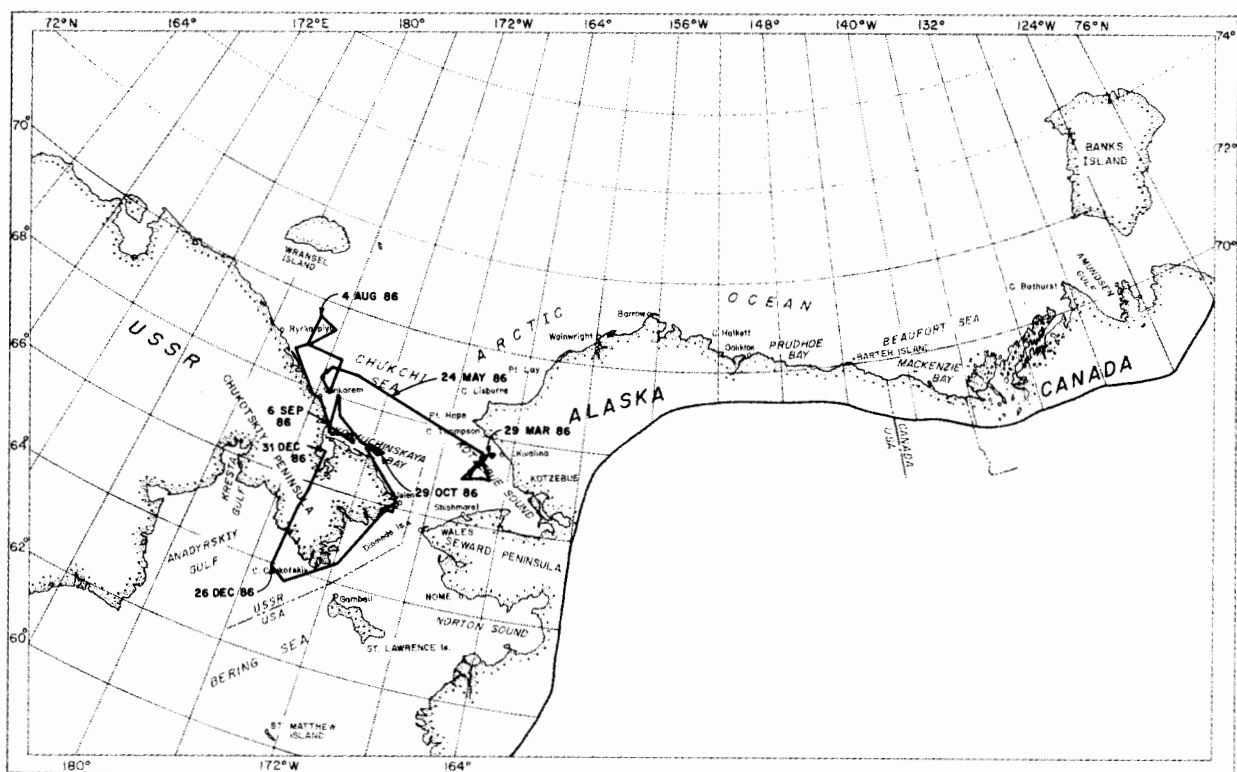 72°N 164° 172°E 180° 172°W 164° 156°W 148°W 140°W 132° 124°W 76°N
74°
70°
72°
68°
70°
66°
64°
62°
60°
BANKS
ISLAND
WRANGEL
ISLAND
AMUNDSEN
GULF
C. Bathurst
4 AUG 86
USSR
ARCTIC OCEAN
Barrow
Wainwright
C. Halkett
Oliktok
PRUDHOE
BAY
BEAUFORT SEA
BARTER ISLAND
MACKENZIE
BAY
CANADA
CHUKCHI
SEA
Pt. Lay
24 MAY 86
C. Lisburne
ALASKA
Pt. Hope
C. Thompson
29 MAR 86
Kivalina
KOTZEBUE SOUND
KOTZEBUE
CANADA
USA
CHUKOTSKIY
PENINSULA
6 SEP
86
31 DEC
86
BAY
KRESTA
GULF
29 OCT 86
Shishmaref
WALES
SEWARD PENINSULA
Diomede Is.
ANADYRSKIY
GULF
26 DEC 86
USSR
USA
Gambell
NOME
NORTON SOUND
ST. LAWRENCE Is.
BERING SEA
ST. MATTHEW
ISLAND
180° 172°W 164°